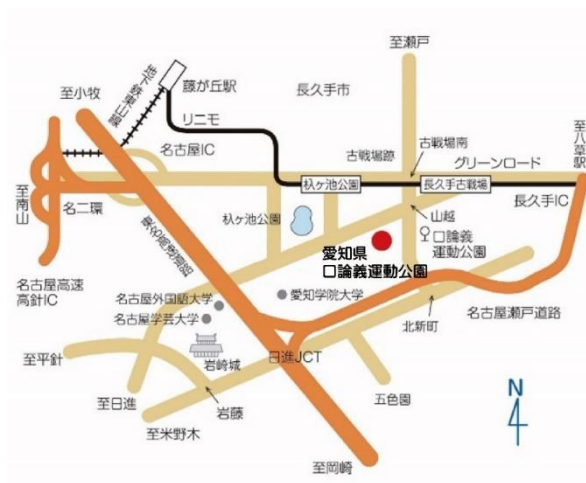 至瀬戸
藤が丘駅
長久手市
至小牧
地下鉄東山線
リニモ
至八草駅
名古屋IC
古戦場跡
古戦場南
グリーンロード
杁ヶ池公園
長久手古戦場
至南山
名二環
長久手IC
杁ヶ池公園
山越
口論義
運動公園
愛知県
口論義運動公園
東名高速道路
名古屋高速
高針IC
名古屋外国語大学
愛知学院大学
名古屋学芸大学
名古屋瀬戸道路
北新町
岩崎城
日進JCT
至平針
至日進
岩藤
五色園
至米野木
至岡崎
N